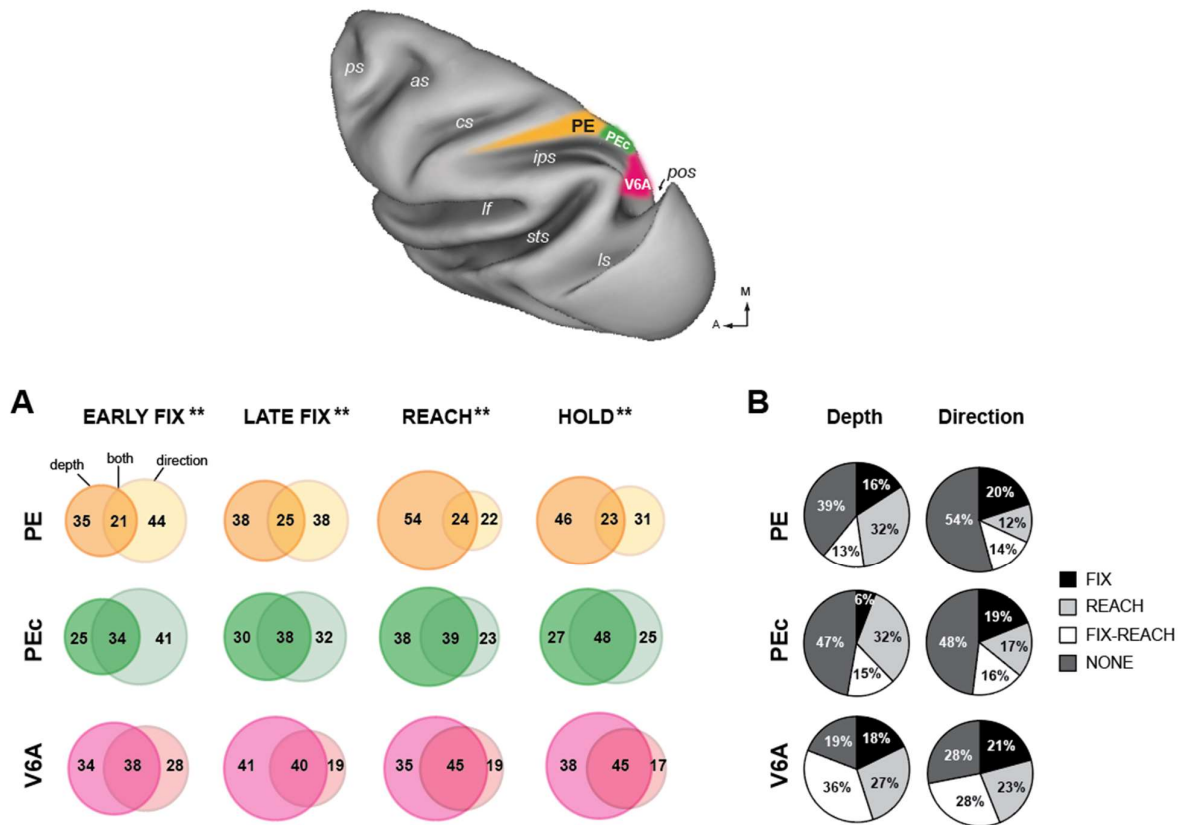 ps
as
cs
PE
PEc
ips
V6A
pos
lf
sts
ls
M
A
A
EARLY FIX ** LATE FIX ** REACH ** HOLD **
depth both direction
PE 35 21 44 38 25 38 54 24 22 46 23 31
PEc 25 34 41 30 38 32 38 39 23 27 48 25
V6A 34 38 28 41 40 19 35 45 19 38 45 17
B
Depth Direction
PE
16% 32% 13% 39%
20% 12% 14% 54%
PEc
6% 32% 15% 47%
19% 17% 16% 48%
V6A
18% 27% 36% 19%
21% 23% 28% 28%
FIX
REACH
FIX-REACH
NONE